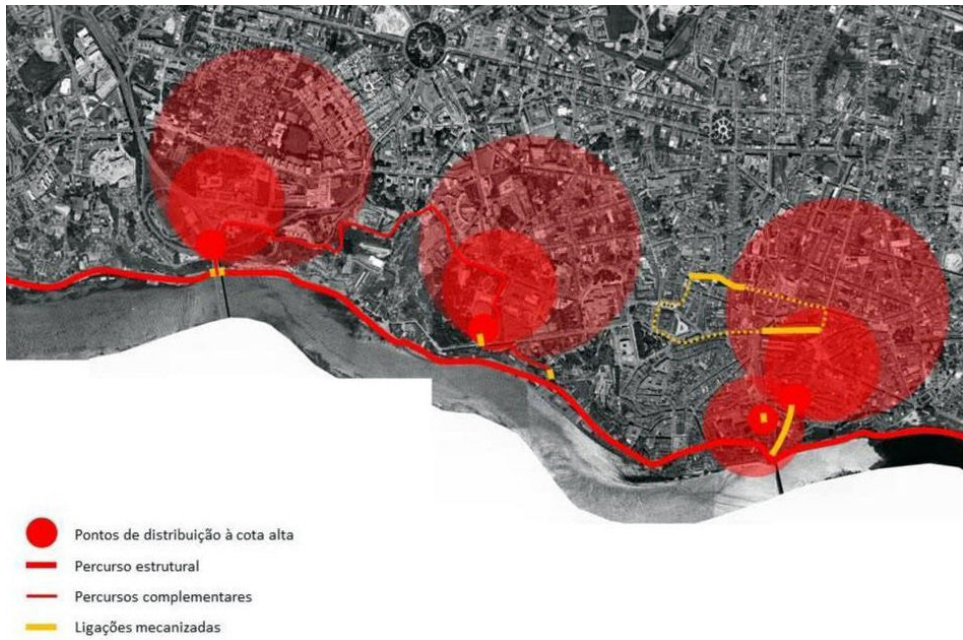 Pontos de distribuição à cota alta
Percurso estrutural
Percursos complementares
Ligações mecanizadas